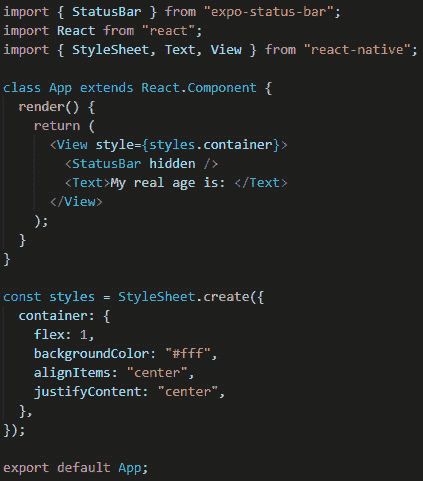 import { StatusBar } from "expo-status-bar";
import React from "react";
import { StyleSheet, Text, View } from "react-native";

class App extends React.Component {
  render() {
    return (
      <View style={styles.container}>
        <StatusBar hidden />
        <Text>My real age is: </Text>
      </View>
    );
  }
}

const styles = StyleSheet.create({
  container: {
    flex: 1,
    backgroundColor: "#fff",
    alignItems: "center",
    justifyContent: "center",
  },
});

export default App;